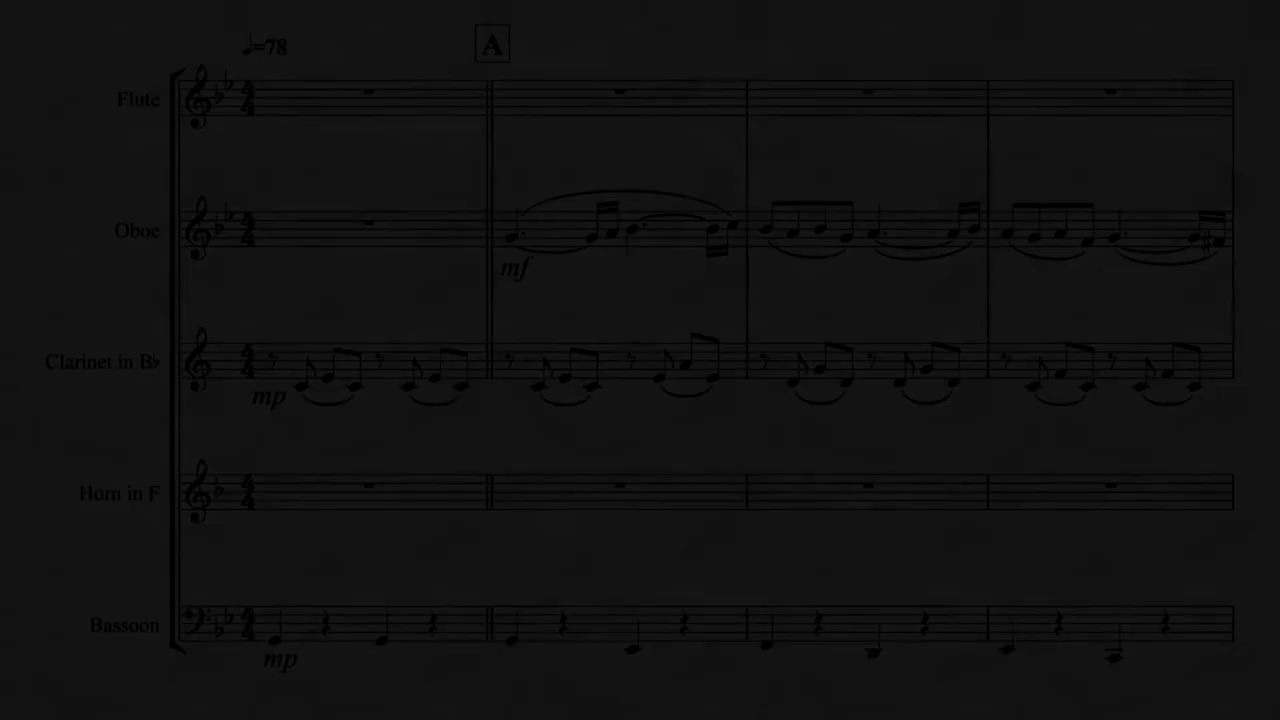 ♩=78
A
Flute
Oboe
mf
Clarinet in B♭
mp
Horn in F
Bassoon
mp